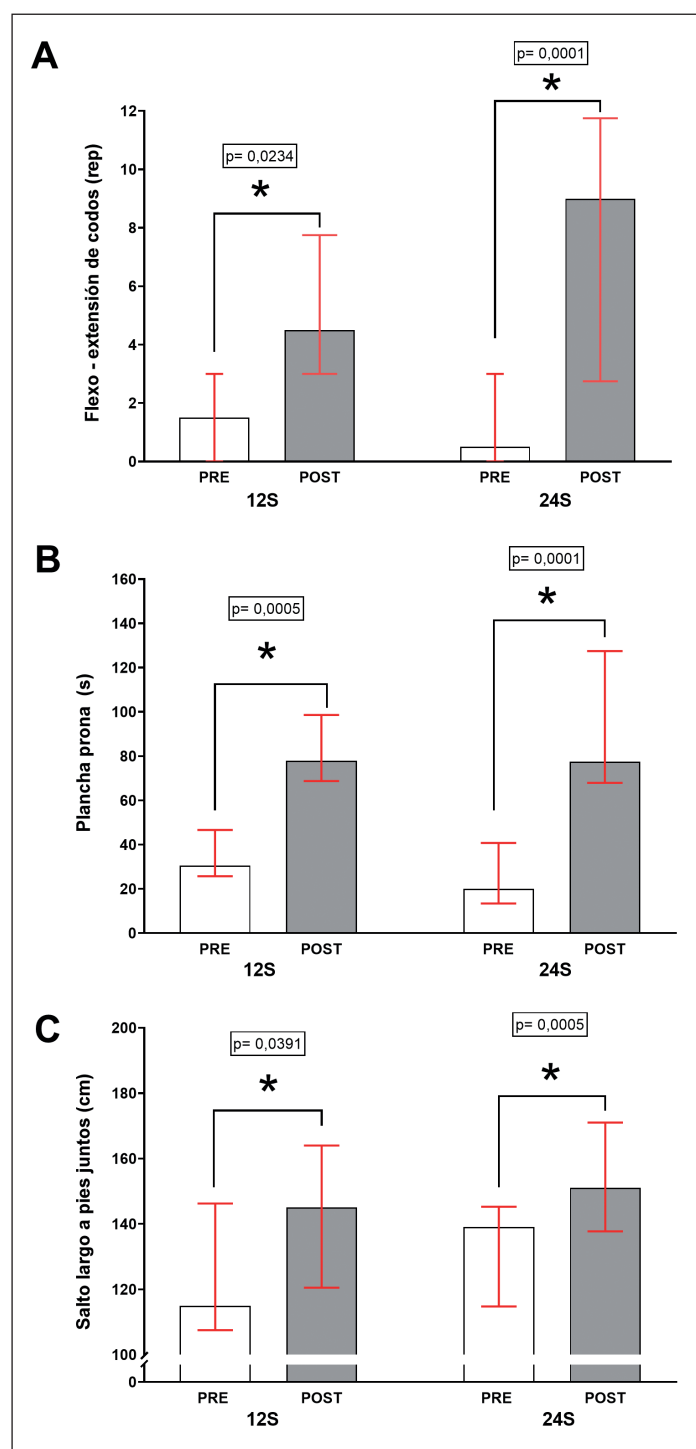 A
p= 0,0001
*
p= 0,0234
*
Flexo - extensión de codos (rep)
12
10
8
6
4
2
0
PRE
POST
PRE
POST
12S
24S
B
p= 0,0001
*
p= 0,0005
*
Plancha prona (s)
160
140
120
100
80
60
40
20
0
PRE
POST
PRE
POST
12S
24S
C
p= 0,0391
p= 0,0005
*
*
Salto largo a pies juntos (cm)
200
180
160
140
120
100
0
PRE
POST
PRE
POST
12S
24S